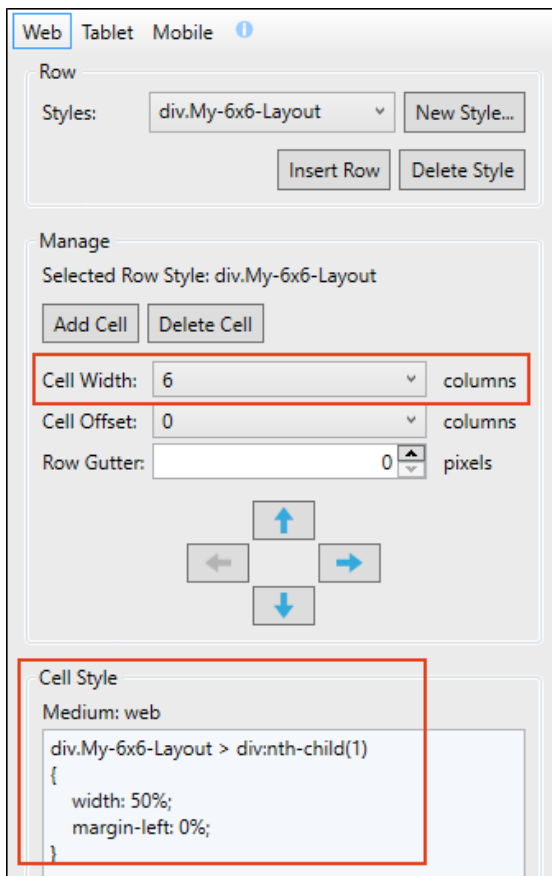 Web Tablet Mobile i
Row
Styles: div.My-6x6-Layout New Style...
Insert Row Delete Style
Manage
Selected Row Style: div.My-6x6-Layout
Add Cell Delete Cell
Cell Width: 6 columns
Cell Offset: 0 columns
Row Gutter: 0 pixels
Cell Style
Medium: web
div.My-6x6-Layout > div:nth-child(1)
{
width: 50%;
margin-left: 0%;
}